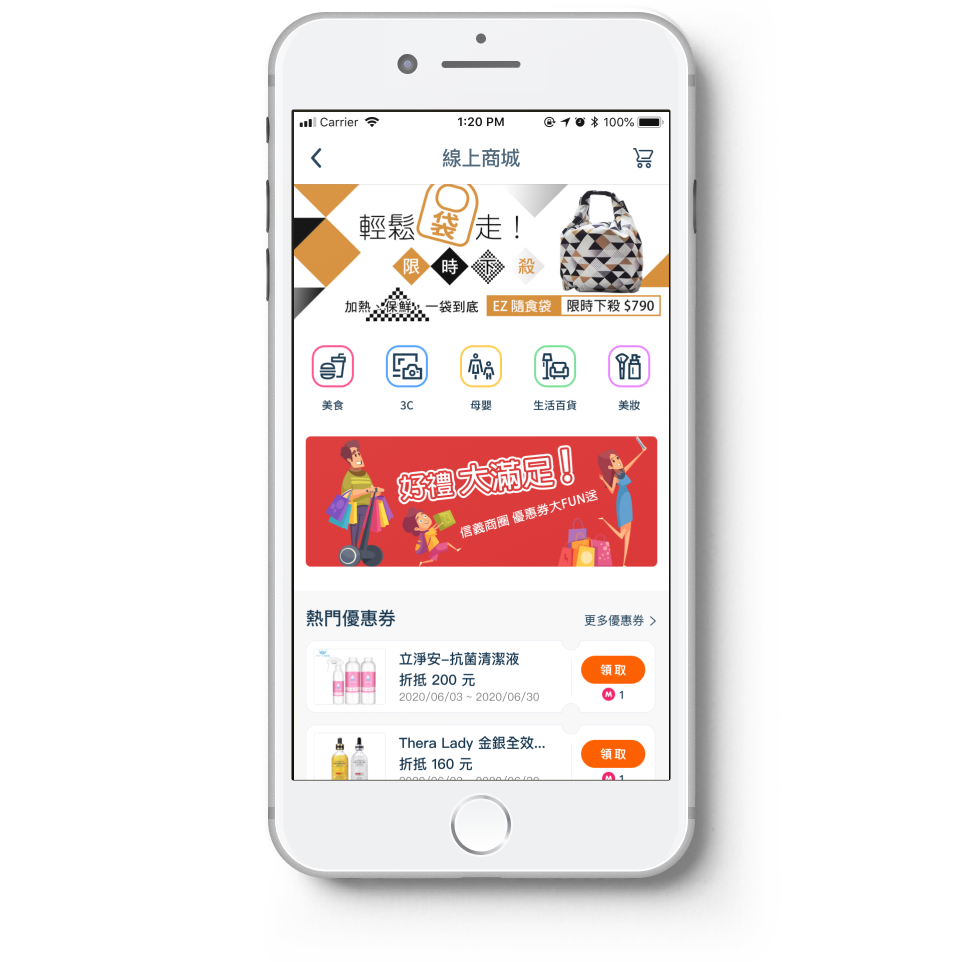 Carrier 1:20 PM 100%
線上商城
輕鬆袋走！
限時下殺
加熱、保鮮，一袋到底 EZ 隨食袋 限時下殺 $790
美食 3C 母嬰 生活百貨 美妝
好禮大滿足！
信義商圈 優惠券大FUN送
熱門優惠券 更多優惠券 >
立淨安-抗菌清潔液
折抵 200 元
領取
2020/06/03 ~ 2020/06/30
M 1
Thera Lady 金銀全效...
折抵 160 元
領取
M 1